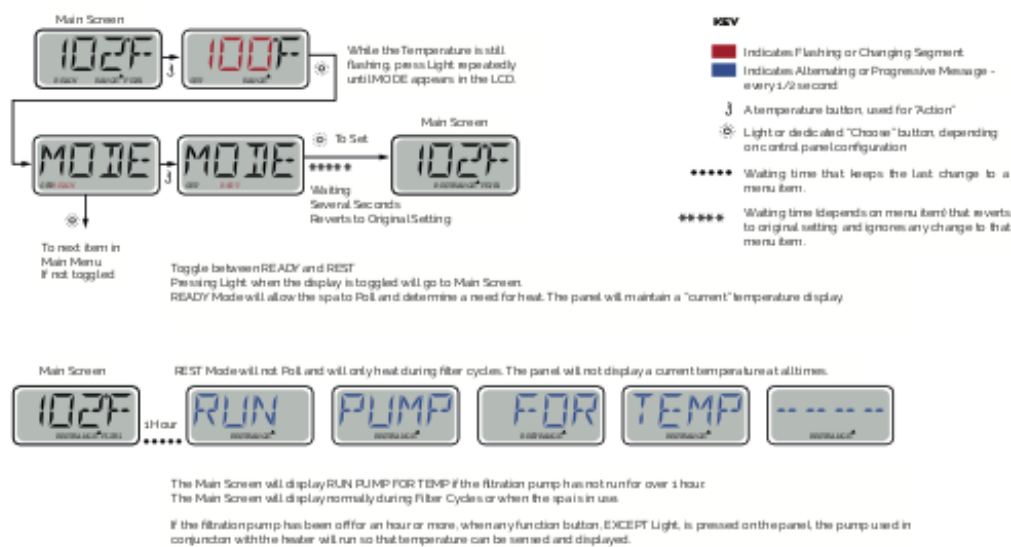 Main Screen
102F
READY RANGE PUR1
100F
SET RANGE
While the Temperature is still
flashing, press Light repeatedly
until MODE appears in the LCD.
KEY
Indicates Flashing or Changing Segment
Indicates Alternating or Progressive Message -
every 1/2 second
A temperature button, used for "Action"
Light or dedicated "Choose" button, depending
on control panel configuration
Waiting time that keeps the last change to a
menu item.
Waiting time (depends on menu item) that reverts
to original setting and ignores any change to that
menu item.
MODE
MODE
To Set
Waiting
Several Seconds
Reverts to Original Setting
Main Screen
102F
To next item in
Main Menu
If not toggled
Toggle between READY and REST
Pressing Light when the display is toggled will go to Main Screen.
READY Mode will allow the spa to Poll and determine a need for heat. The panel will maintain a "current" temperature display
Main Screen
REST Mode will not Poll and will only heat during filter cycles. The panel will not display a current temperature at all times.
102F
1 Hour
RUN
PUMP
FOR
TEMP
-- -- -- --
The Main Screen will display RUN PUMP FOR TEMP if the filtration pump has not run for over 1 hour.
The Main Screen will display normally during Filter Cycles or when the spa is in use.
If the filtration pump has been off for an hour or more, when any function button, EXCEPT Light, is pressed on the panel, the pump used in
conjuncton with the heater will run so that temperature can be sensed and displayed.